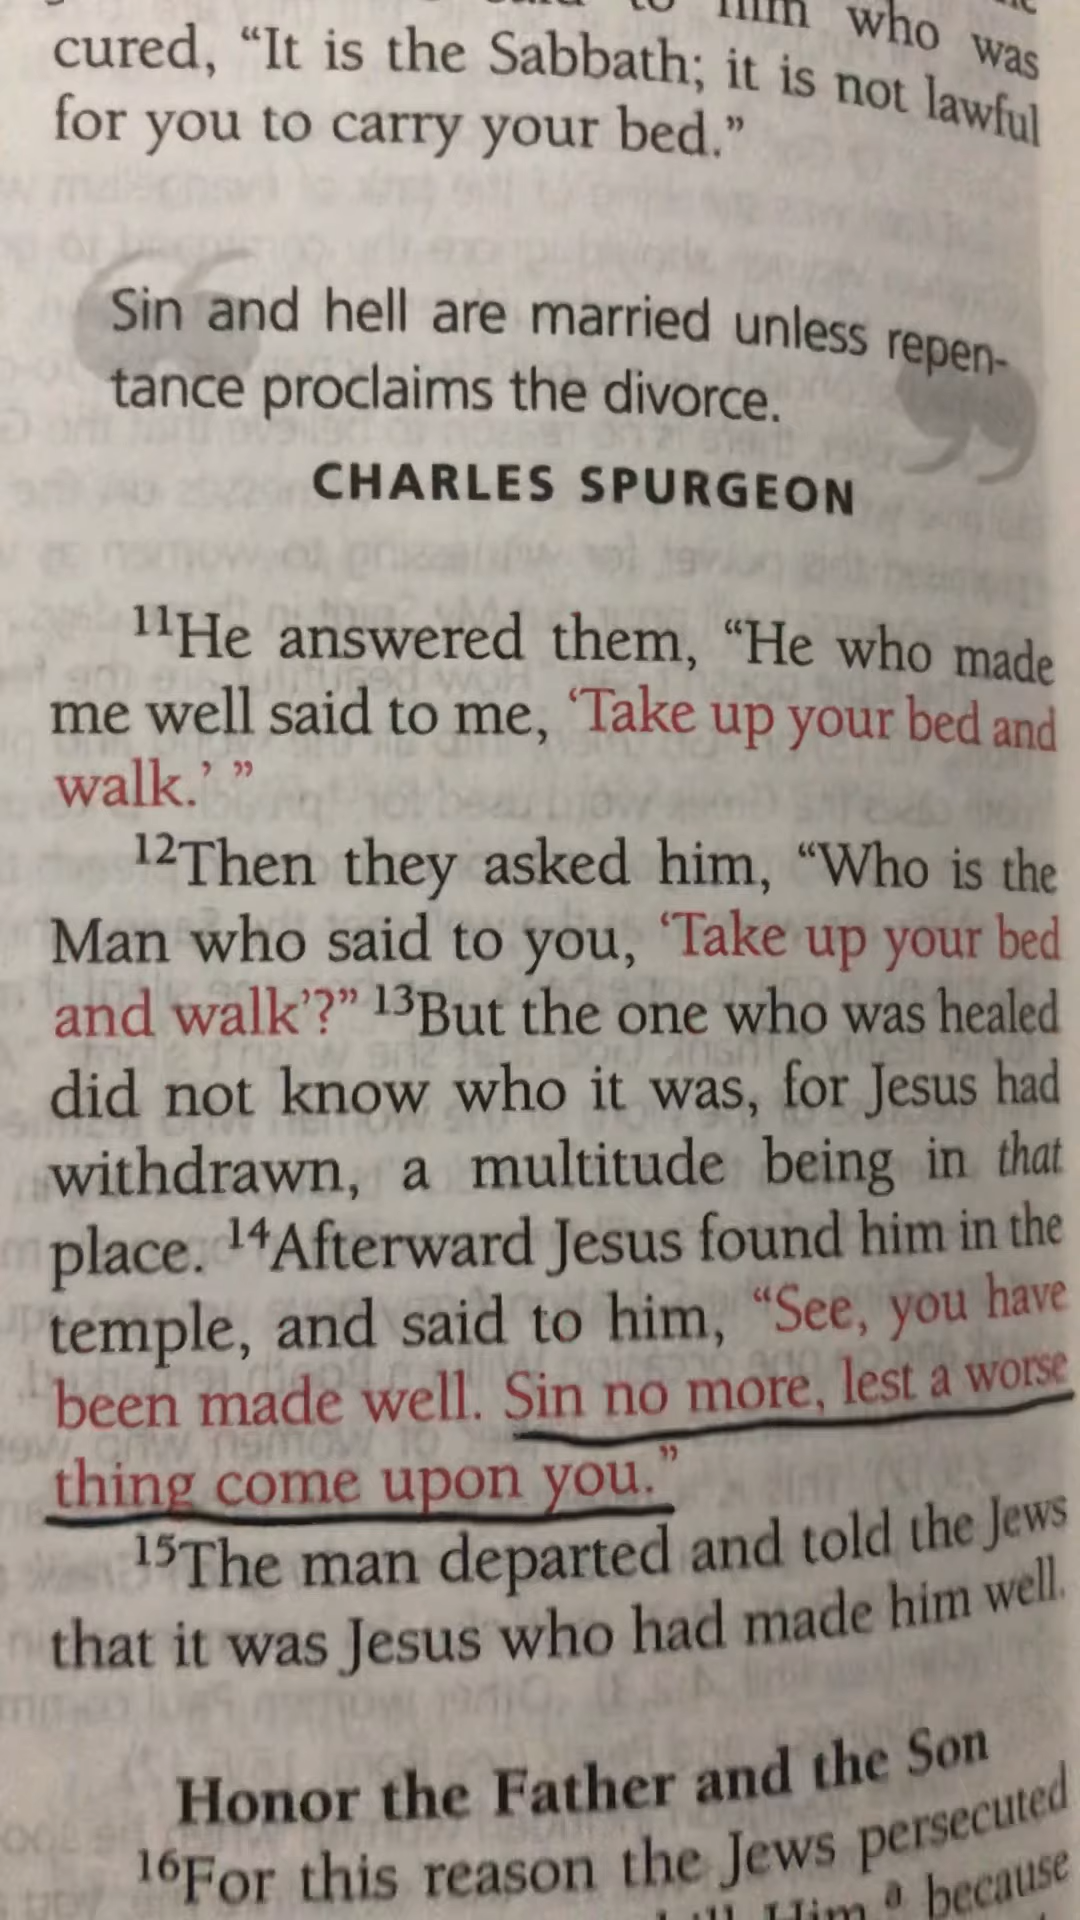 him who was
cured, “It is the Sabbath; it is not lawful
for you to carry your bed.”
Sin and hell are married unless repen-
tance proclaims the divorce.
CHARLES SPURGEON
¹¹He answered them, “He who made
me well said to me, ‘Take up your bed and
walk.’ ”
¹²Then they asked him, “Who is the
Man who said to you, ‘Take up your bed
and walk’?” ¹³But the one who was healed
did not know who it was, for Jesus had
withdrawn, a multitude being in that
place. ¹⁴Afterward Jesus found him in the
temple, and said to him, “See, you have
been made well. Sin no more, lest a worse
thing come upon you.”
¹⁵The man departed and told the Jews
that it was Jesus who had made him well.
Honor the Father and the Son
¹⁶For this reason the Jews persecuted
Him ᵃ because